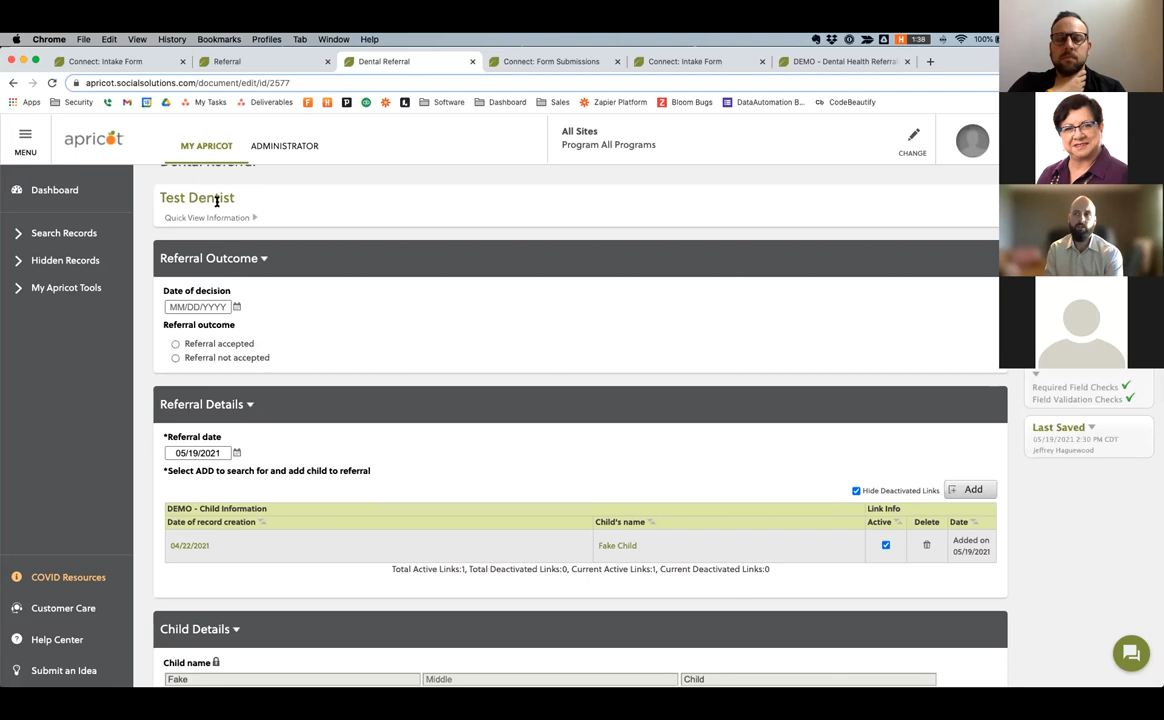 Chrome File Edit View History Bookmarks Profiles Tab Window Help 1:38 100%
Connect: Intake Form Referral Dental Referral Connect: Form Submissions Connect: Intake Form DEMO - Dental Health Referral
apricot.socialsolutions.com/document/edit/id/2577
Apps Security My Tasks Deliverables Software Dashboard Sales Zapier Platform Bloom Bugs DataAutomation B... CodeBeautify
MENU
apricot
MY APRICOT ADMINISTRATOR
All Sites
Program All Programs
CHANGE
Dashboard
Search Records
Hidden Records
My Apricot Tools
COVID Resources
Customer Care
Help Center
Submit an Idea
Dental Referral
Test Dentist
Quick View Information
Referral Outcome
Date of decision
MM/DD/YYYY
Referral outcome
Referral accepted
Referral not accepted
Referral Details
*Referral date
05/19/2021
*Select ADD to search for and add child to referral
Hide Deactivated Links Add
DEMO - Child Information Link Info
Date of record creation Child's name Active Delete Date
04/22/2021 Fake Child Added on
05/19/2021
Total Active Links:1, Total Deactivated Links:0, Current Active Links:1, Current Deactivated Links:0
Child Details
Child name
Fake Middle Child
Required Field Checks
Field Validation Checks
Last Saved
05/19/2021 2:30 PM CDT
Jeffrey Haguewood